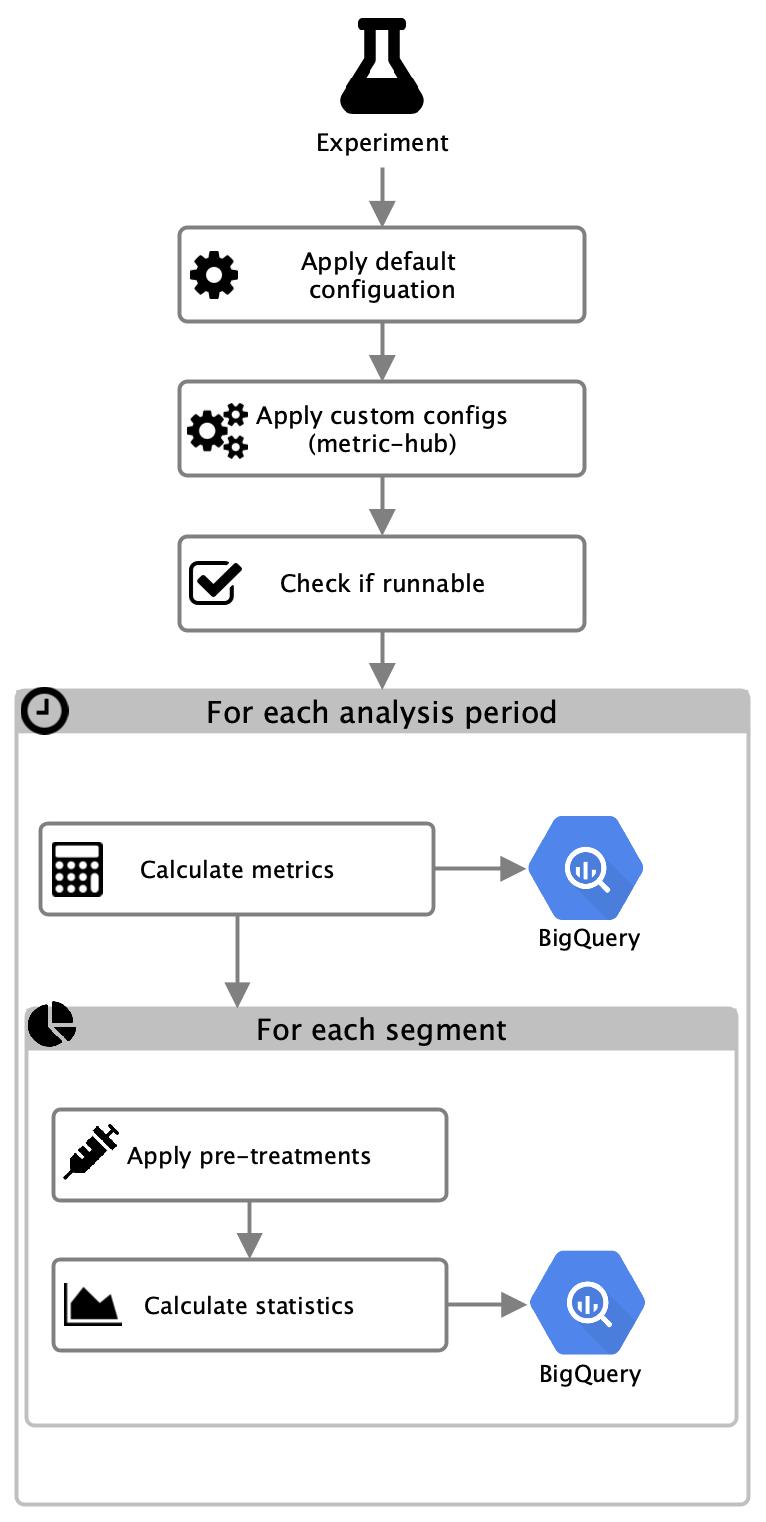 Experiment
Apply default
configuation
Apply custom configs
(metric-hub)
Check if runnable
For each analysis period
Calculate metrics
BigQuery
For each segment
Apply pre-treatments
Calculate statistics
BigQuery